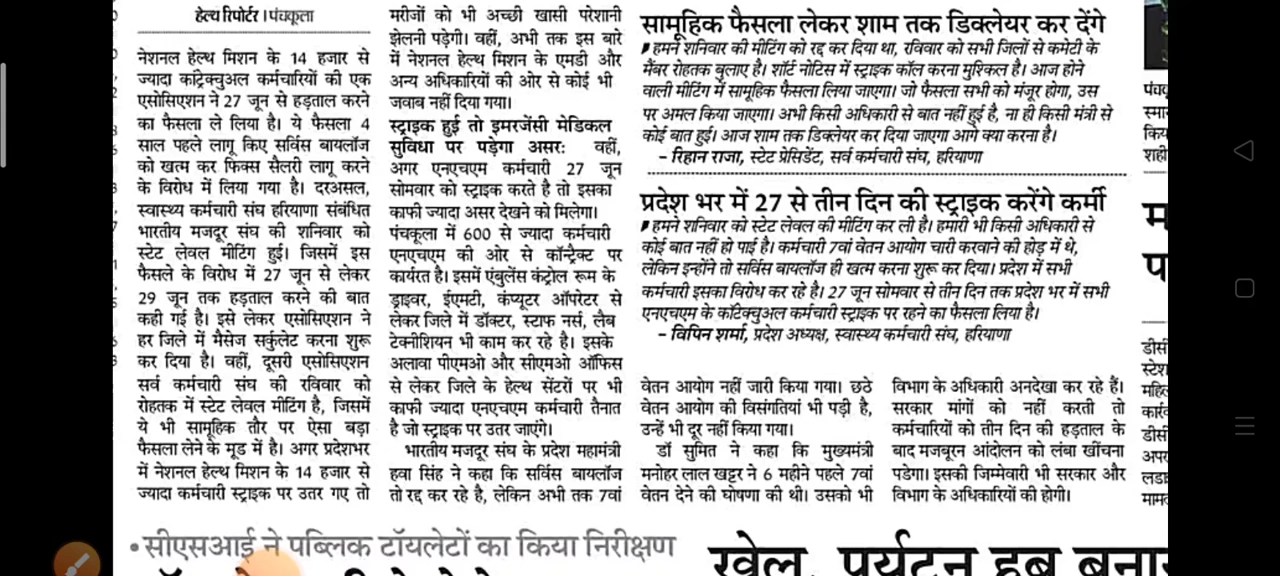 हेल्थ रिपोर्टर । पंचकूला
नेशनल हेल्थ मिशन के 14 हजार से
ज्यादा कांट्रेक्चुअल कर्मचारियों की एक
एसोसिएशन ने 27 जून से हड़ताल करने
का फैसला ले लिया है। ये फैसला 4
साल पहले लागू किए सर्विस बायलॉज
को खत्म कर फिक्स सैलरी लागू करने
के विरोध में लिया गया है। दरअसल,
स्वास्थ्य कर्मचारी संघ हरियाणा संबंधित
भारतीय मजदूर संघ की शनिवार को
स्टेट लेवल मीटिंग हुई। जिसमें इस
फैसले के विरोध में 27 जून से लेकर
29 जून तक हड़ताल करने की बात
कही गई है। इसे लेकर एसोसिएशन ने
हर जिले में मैसेज सर्कुलेट करना शुरू
कर दिया है। वहीं, दूसरी एसोसिएशन
सर्व कर्मचारी संघ की रविवार को
रोहतक में स्टेट लेवल मीटिंग है, जिसमें
ये भी सामूहिक तौर पर ऐसा बड़ा
फैसला लेने के मूड में है। अगर प्रदेशभर
में नेशनल हेल्थ मिशन के 14 हजार से
ज्यादा कर्मचारी स्ट्राइक पर उतर गए तो
मरीजों को भी अच्छी खासी परेशानी
झेलनी पड़ेगी। वहीं, अभी तक इस बारे
में नेशनल हेल्थ मिशन के एमडी और
अन्य अधिकारियों की ओर से कोई भी
जवाब नहीं दिया गया।
स्ट्राइक हुई तो इमरजेंसी मेडिकल
सुविधा पर पड़ेगा असर: वहीं,
अगर एनएचएम कर्मचारी 27 जून
सोमवार को स्ट्राइक करते है तो इसका
काफी ज्यादा असर देखने को मिलेगा।
पंचकूला में 600 से ज्यादा कर्मचारी
एनएचएम की ओर से कॉन्ट्रैक्ट पर
कार्यरत है। इसमें एंबुलेंस कंट्रोल रूम के
ड्राइवर, ईएमटी, कंप्यूटर ऑपरेटर से
लेकर जिले में डॉक्टर, स्टाफ नर्स, लैब
टेक्नीशियन भी काम कर रहे है। इसके
अलावा पीएमओ और सीएमओ ऑफिस
से लेकर जिले के हेल्थ सेंटरों पर भी
काफी ज्यादा एनएचएम कर्मचारी तैनात
है जो स्ट्राइक पर उतर जाएंगे।
भारतीय मजदूर संघ के प्रदेश महामंत्री
हवा सिंह ने कहा कि सर्विस बायलॉज
तो रद्द कर रहे है, लेकिन अभी तक 7वां
सामूहिक फैसला लेकर शाम तक डिक्लेयर कर देंगे
हमने शनिवार की मीटिंग को रद्द कर दिया था, रविवार को सभी जिलों से कमेटी के
मैंबर रोहतक बुलाए है। शॉर्ट नोटिस में स्ट्राइक कॉल करना मुश्किल है। आज होने
वाली मीटिंग में सामूहिक फैसला लिया जाएगा। जो फैसला सभी को मंजूर होगा, उस
पर अमल किया जाएगा। अभी किसी अधिकारी से बात नहीं हुई है, ना ही किसी मंत्री से
कोई बात हुई। आज शाम तक डिक्लेयर कर दिया जाएगा आगे क्या करना है।
- रिहान राजा, स्टेट प्रेसिडेंट, सर्व कर्मचारी संघ, हरियाणा
प्रदेश भर में 27 से तीन दिन की स्ट्राइक करेंगे कर्मी
हमने शनिवार को स्टेट लेवल की मीटिंग कर ली है। हमारी भी किसी अधिकारी से
कोई बात नहीं हो पाई है। कर्मचारी 7वां वेतन आयोग चारी करवाने की होड़ में थे,
लेकिन इन्होंने तो सर्विस बायलॉज ही खत्म करना शुरू कर दिया। प्रदेश में सभी
कर्मचारी इसका विरोध कर रहे है। 27 जून सोमवार से तीन दिन तक प्रदेश भर में सभी
एनएचएम के कांटेक्चुअल कर्मचारी स्ट्राइक पर रहने का फैसला लिया है।
- विपिन शर्मा, प्रदेश अध्यक्ष, स्वास्थ्य कर्मचारी संघ, हरियाणा
वेतन आयोग नहीं जारी किया गया। छठे
वेतन आयोग की विसंगतियां भी पड़ी है,
उन्हें भी दूर नहीं किया गया।
डॉ सुमित ने कहा कि मुख्यमंत्री
मनोहर लाल खट्टर ने 6 महीने पहले 7वां
वेतन देने की घोषणा की थी। उसको भी
विभाग के अधिकारी अनदेखा कर रहे हैं।
सरकार मांगों को नहीं करती तो
कर्मचारियों को तीन दिन की हड़ताल के
बाद मजबूरन आंदोलन को लंबा खींचना
पडेगा। इसकी जिम्मेवारी भी सरकार और
विभाग के अधिकारियों की होगी।
• सीएसआई ने पब्लिक टॉयलेटों का किया निरीक्षण
खेल, पर्यटन हब